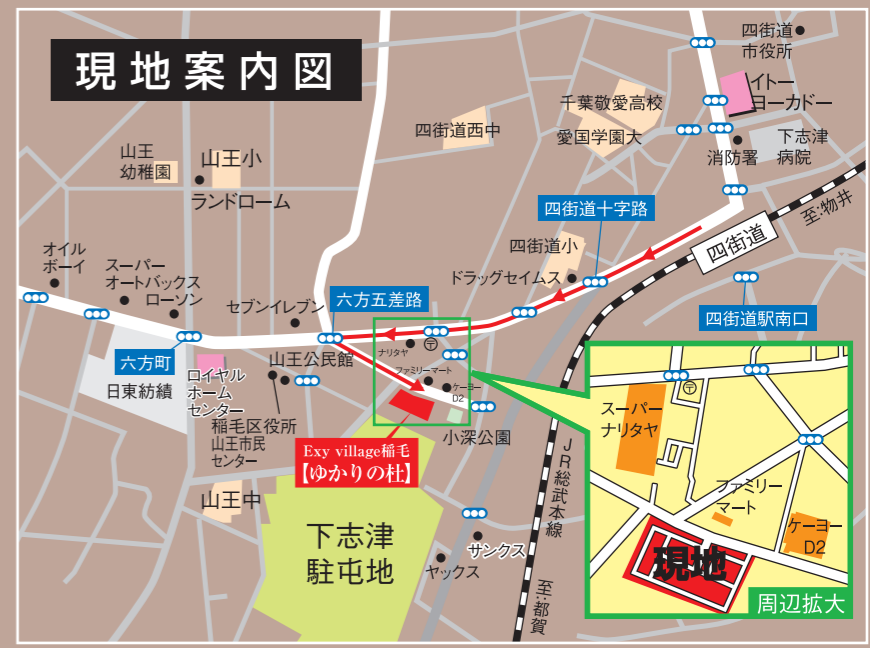 現地案内図
四街道
市役所
イトー
ヨーカドー
千葉敬愛高校
愛国学園大
四街道西中
消防署
下志津
病院
山王
幼稚園
山王小
ランドローム
至:物井
四街道十字路
四街道
四街道小
ドラッグセイムス
オイル
ボーイ
スーパー
オートバックス
ローソン
セブンイレブン
六方五差路
四街道駅南口
六方町
山王公民館
ナリタヤ
〒
ファミリーマート
ケーヨー
D2
日東紡績
ロイヤル
ホーム
センター
稲毛区役所
山王市民
センター
小深公園
Exy village稲毛
【ゆかりの杜】
山王中
下志津
駐屯地
サンクス
ヤックス
JR総武本線
至:都賀
〒
スーパー
ナリタヤ
ファミリー
マート
ケーヨー
D2
現地
周辺拡大